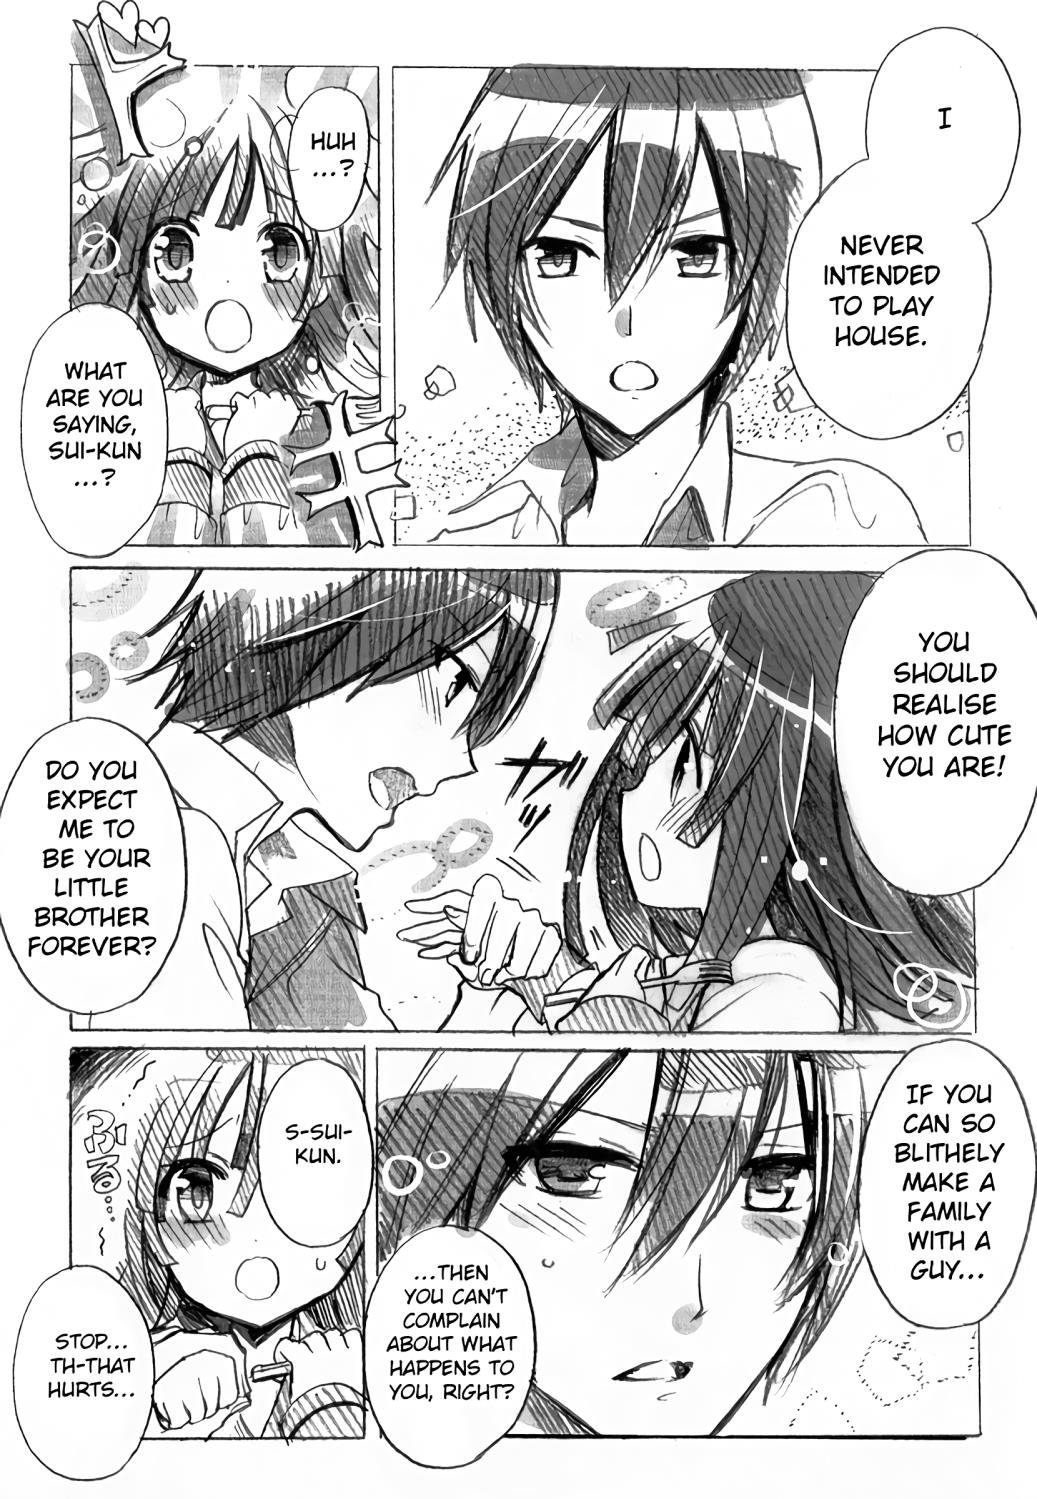 I
NEVER
INTENDED
TO PLAY
HOUSE.
HUH
...?
WHAT
ARE YOU
SAYING,
SUI-KUN
...?
YOU
SHOULD
REALISE
HOW CUTE
YOU ARE!
DO YOU
EXPECT
ME TO
BE YOUR
LITTLE
BROTHER
FOREVER?
IF YOU
CAN SO
BLITHELY
MAKE A
FAMILY
WITH A
GUY...
...THEN
YOU CAN'T
COMPLAIN
ABOUT WHAT
HAPPENS TO
YOU, RIGHT?
S-SUI-
KUN.
ふる...
STOP...
TH-THAT
HURTS...